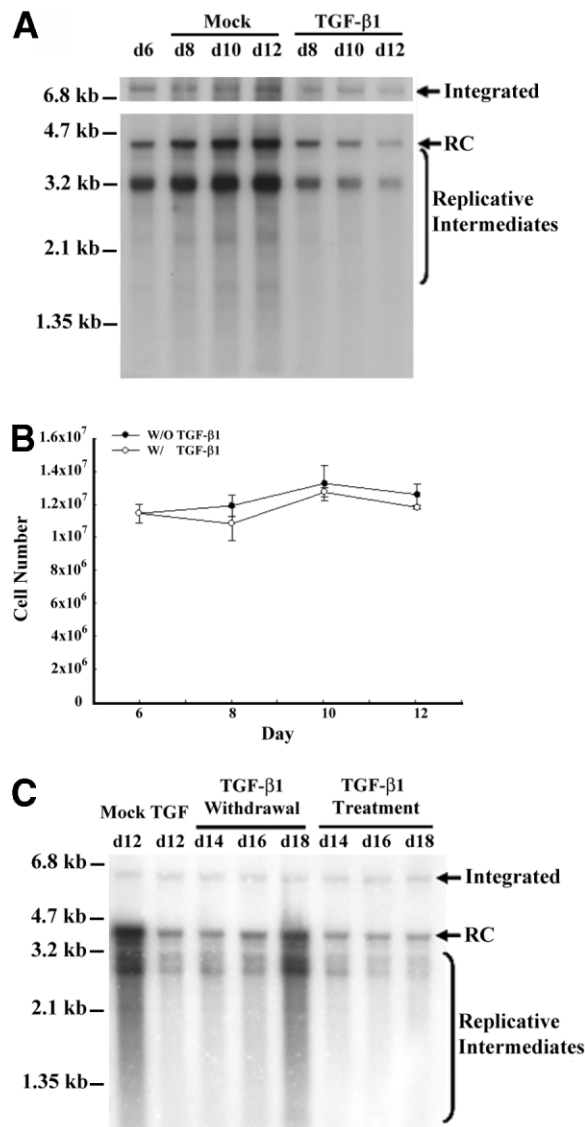 A
Mock TGF-β1
d6 d8 d10 d12 d8 d10 d12
6.8 kb Integrated
4.7 kb RC
3.2 kb Replicative
Intermediates
2.1 kb
1.35 kb
B
W/O TGF-β1
W/ TGF-β1
1.6x10⁷
1.4x10⁷
1.2x10⁷
1x10⁷
8x10⁶
6x10⁶
4x10⁶
2x10⁶
0
Cell Number
6 8 10 12
Day
C
TGF-β1 TGF-β1
Mock TGF Withdrawal Treatment
d12 d12 d14 d16 d18 d14 d16 d18
6.8 kb Integrated
4.7 kb RC
3.2 kb
2.1 kb Replicative
Intermediates
1.35 kb